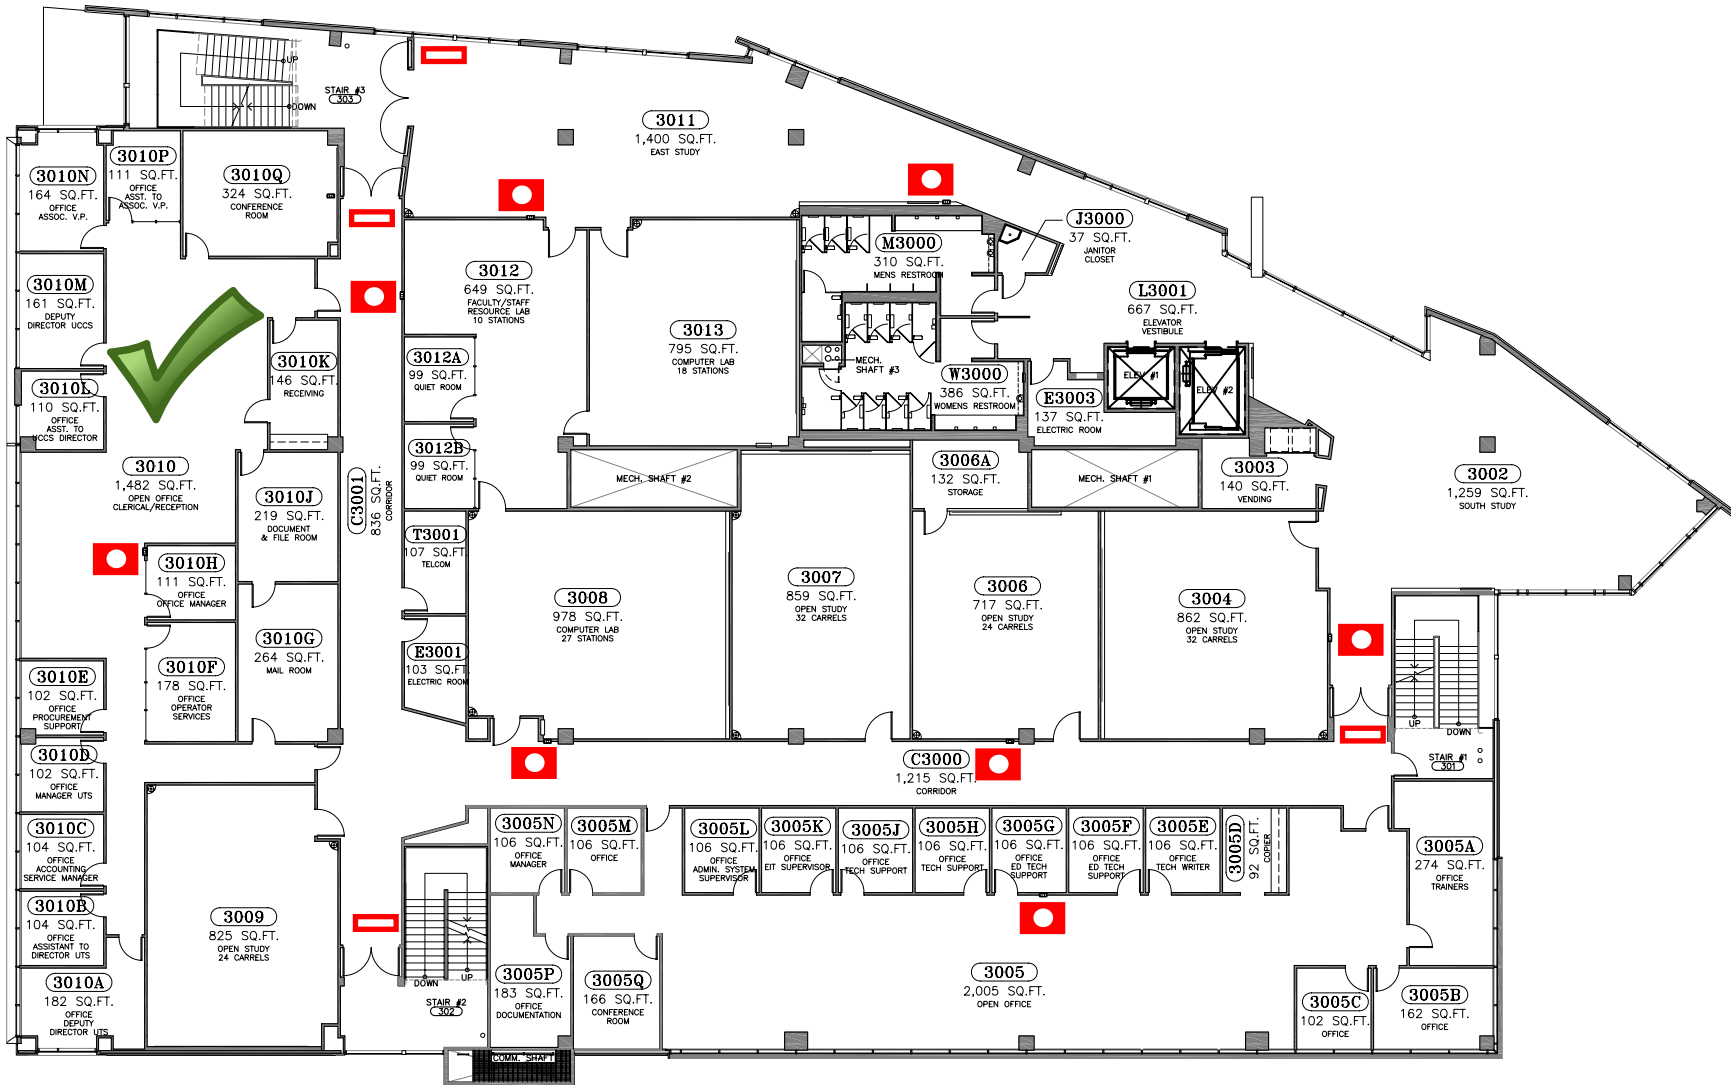 UP
DOWN
STAIR #3
303
3011
1,400 SQ.FT.
EAST STUDY
3010N
164 SQ.FT.
OFFICE
ASSOC. V.P.
3010P
111 SQ.FT.
OFFICE
ASST. TO
ASSOC. V.P.
3010Q
324 SQ.FT.
CONFERENCE
ROOM
J3000
37 SQ.FT.
JANITOR
CLOSET
M3000
310 SQ.FT.
MENS RESTROOM
3010M
161 SQ.FT.
DEPUTY
DIRECTOR UCCS
3012
649 SQ.FT.
FACULTY/STAFF
RESOURCE LAB
10 STATIONS
L3001
667 SQ.FT.
ELEVATOR
VESTIBULE
3013
795 SQ.FT.
COMPUTER LAB
18 STATIONS
3010K
146 SQ.FT.
RECEIVING
3012A
99 SQ.FT.
QUIET ROOM
MECH.
SHAFT #3
W3000
386 SQ.FT.
WOMENS RESTROOM
ELEV #1
ELEV #2
3010L
110 SQ.FT.
OFFICE
ASST. TO
UCCS DIRECTOR
E3003
137 SQ.FT.
ELECTRIC ROOM
3012B
99 SQ.FT.
QUIET ROOM
3010
1,482 SQ.FT.
OPEN OFFICE
CLERICAL/RECEPTION
3010J
219 SQ.FT.
DOCUMENT
& FILE ROOM
C3001
836 SQ.FT.
CORRIDOR
MECH. SHAFT #2
3006A
132 SQ.FT.
STORAGE
MECH. SHAFT #1
3003
140 SQ.FT.
VENDING
3002
1,259 SQ.FT.
SOUTH STUDY
T3001
107 SQ.FT.
TELCOM
3010H
111 SQ.FT.
OFFICE
OFFICE MANAGER
3008
978 SQ.FT.
COMPUTER LAB
27 STATIONS
3007
859 SQ.FT.
OPEN STUDY
32 CARRELS
3006
717 SQ.FT.
OPEN STUDY
24 CARRELS
3004
862 SQ.FT.
OPEN STUDY
32 CARRELS
3010G
264 SQ.FT.
MAIL ROOM
E3001
103 SQ.FT.
ELECTRIC ROOM
3010F
178 SQ.FT.
OFFICE
OPERATOR
SERVICES
3010E
102 SQ.FT.
OFFICE
PROCUREMENT
SUPPORT
UP
DOWN
STAIR #1
301
3010D
102 SQ.FT.
OFFICE
MANAGER UTS
C3000
1,215 SQ.FT.
CORRIDOR
3010C
104 SQ.FT.
OFFICE
ACCOUNTING
SERVICE MANAGER
3005N
106 SQ.FT.
OFFICE
MANAGER
3005M
106 SQ.FT.
OFFICE
3005L
106 SQ.FT.
OFFICE
ADMIN. SYSTEM
SUPERVISOR
3005K
106 SQ.FT.
OFFICE
EIT SUPERVISOR
3005J
106 SQ.FT.
OFFICE
TECH SUPPORT
3005H
106 SQ.FT.
OFFICE
TECH SUPPORT
3005G
106 SQ.FT.
OFFICE
ED TECH
SUPPORT
3005F
106 SQ.FT.
OFFICE
ED TECH
SUPPORT
3005E
106 SQ.FT.
OFFICE
TECH WRITER
3005D
92 SQ.FT.
COPIER
3005A
274 SQ.FT.
OFFICE
TRAINERS
3010B
104 SQ.FT.
OFFICE
ASSISTANT TO
DIRECTOR UTS
3009
825 SQ.FT.
OPEN STUDY
24 CARRELS
3010A
182 SQ.FT.
OFFICE
DEPUTY
DIRECTOR UTS
DOWN
UP
STAIR #2
302
3005P
183 SQ.FT.
OFFICE
DOCUMENTATION
3005Q
166 SQ.FT.
CONFERENCE
ROOM
3005
2,005 SQ.FT.
OPEN OFFICE
3005C
102 SQ.FT.
OFFICE
3005B
162 SQ.FT.
OFFICE
COMM. SHAFT